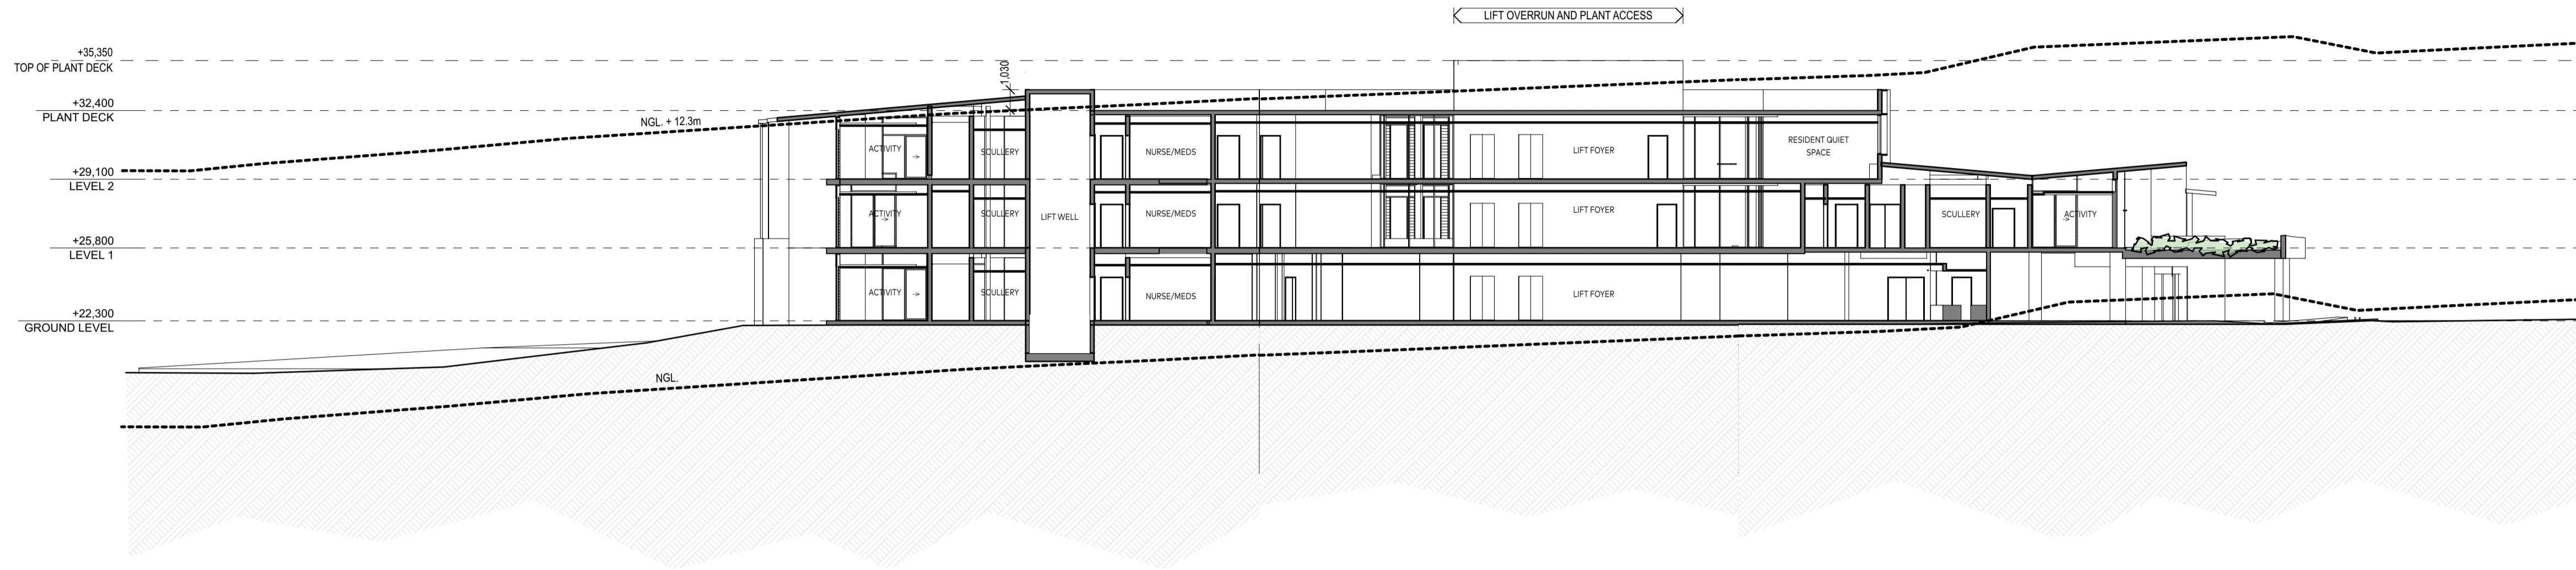 LIFT OVERRUN AND PLANT ACCESS
+35,350
TOP OF PLANT DECK
1,030
+32,400
PLANT DECK
NGL. + 12.3m
ACTIVITY
SCULLERY
NURSE/MEDS
LIFT FOYER
RESIDENT QUIET
SPACE
+29,100
LEVEL 2
ACTIVITY
SCULLERY
LIFT WELL
NURSE/MEDS
LIFT FOYER
SCULLERY
ACTIVITY
+25,800
LEVEL 1
ACTIVITY
SCULLERY
NURSE/MEDS
LIFT FOYER
+22,300
GROUND LEVEL
NGL.